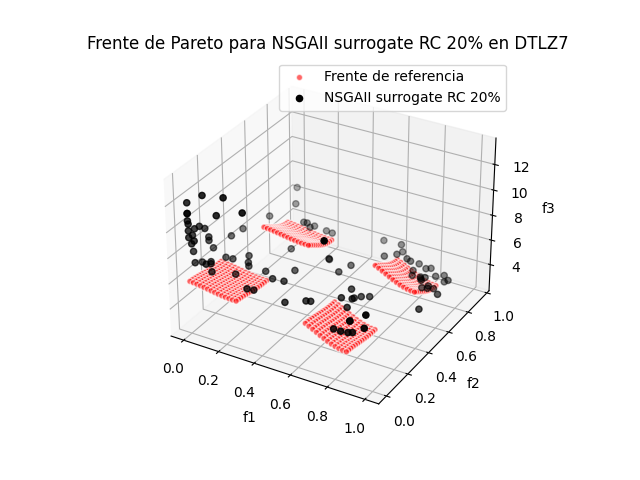 Frente de Pareto para NSGAII surrogate RC 20% en DTLZ7
Frente de referencia
NSGAII surrogate RC 20%
12
10
8
6
4
f3
0.0
0.2
0.4
0.6
0.8
1.0
f1
0.0
0.2
0.4
0.6
0.8
1.0
f2